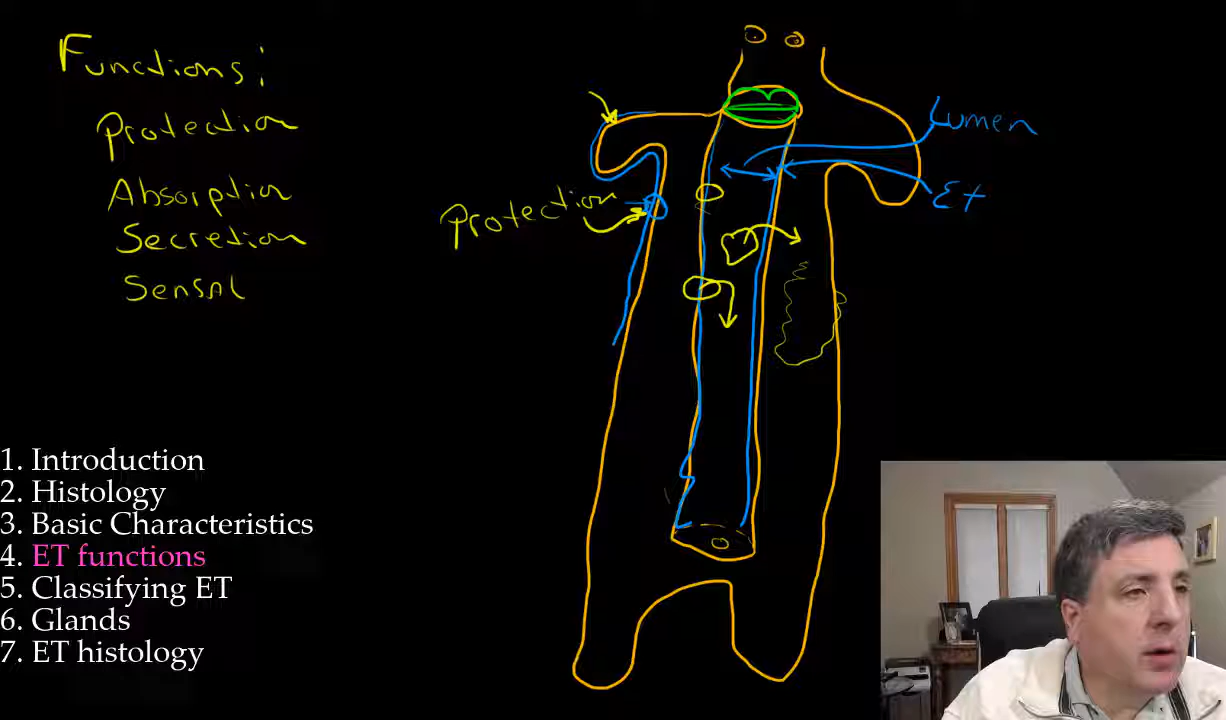 Functions:
Protection
Absorption
Secretion
Sensal
Protection
Lumen
Et
1. Introduction
2. Histology
3. Basic Characteristics
4. ET functions
5. Classifying ET
6. Glands
7. ET histology